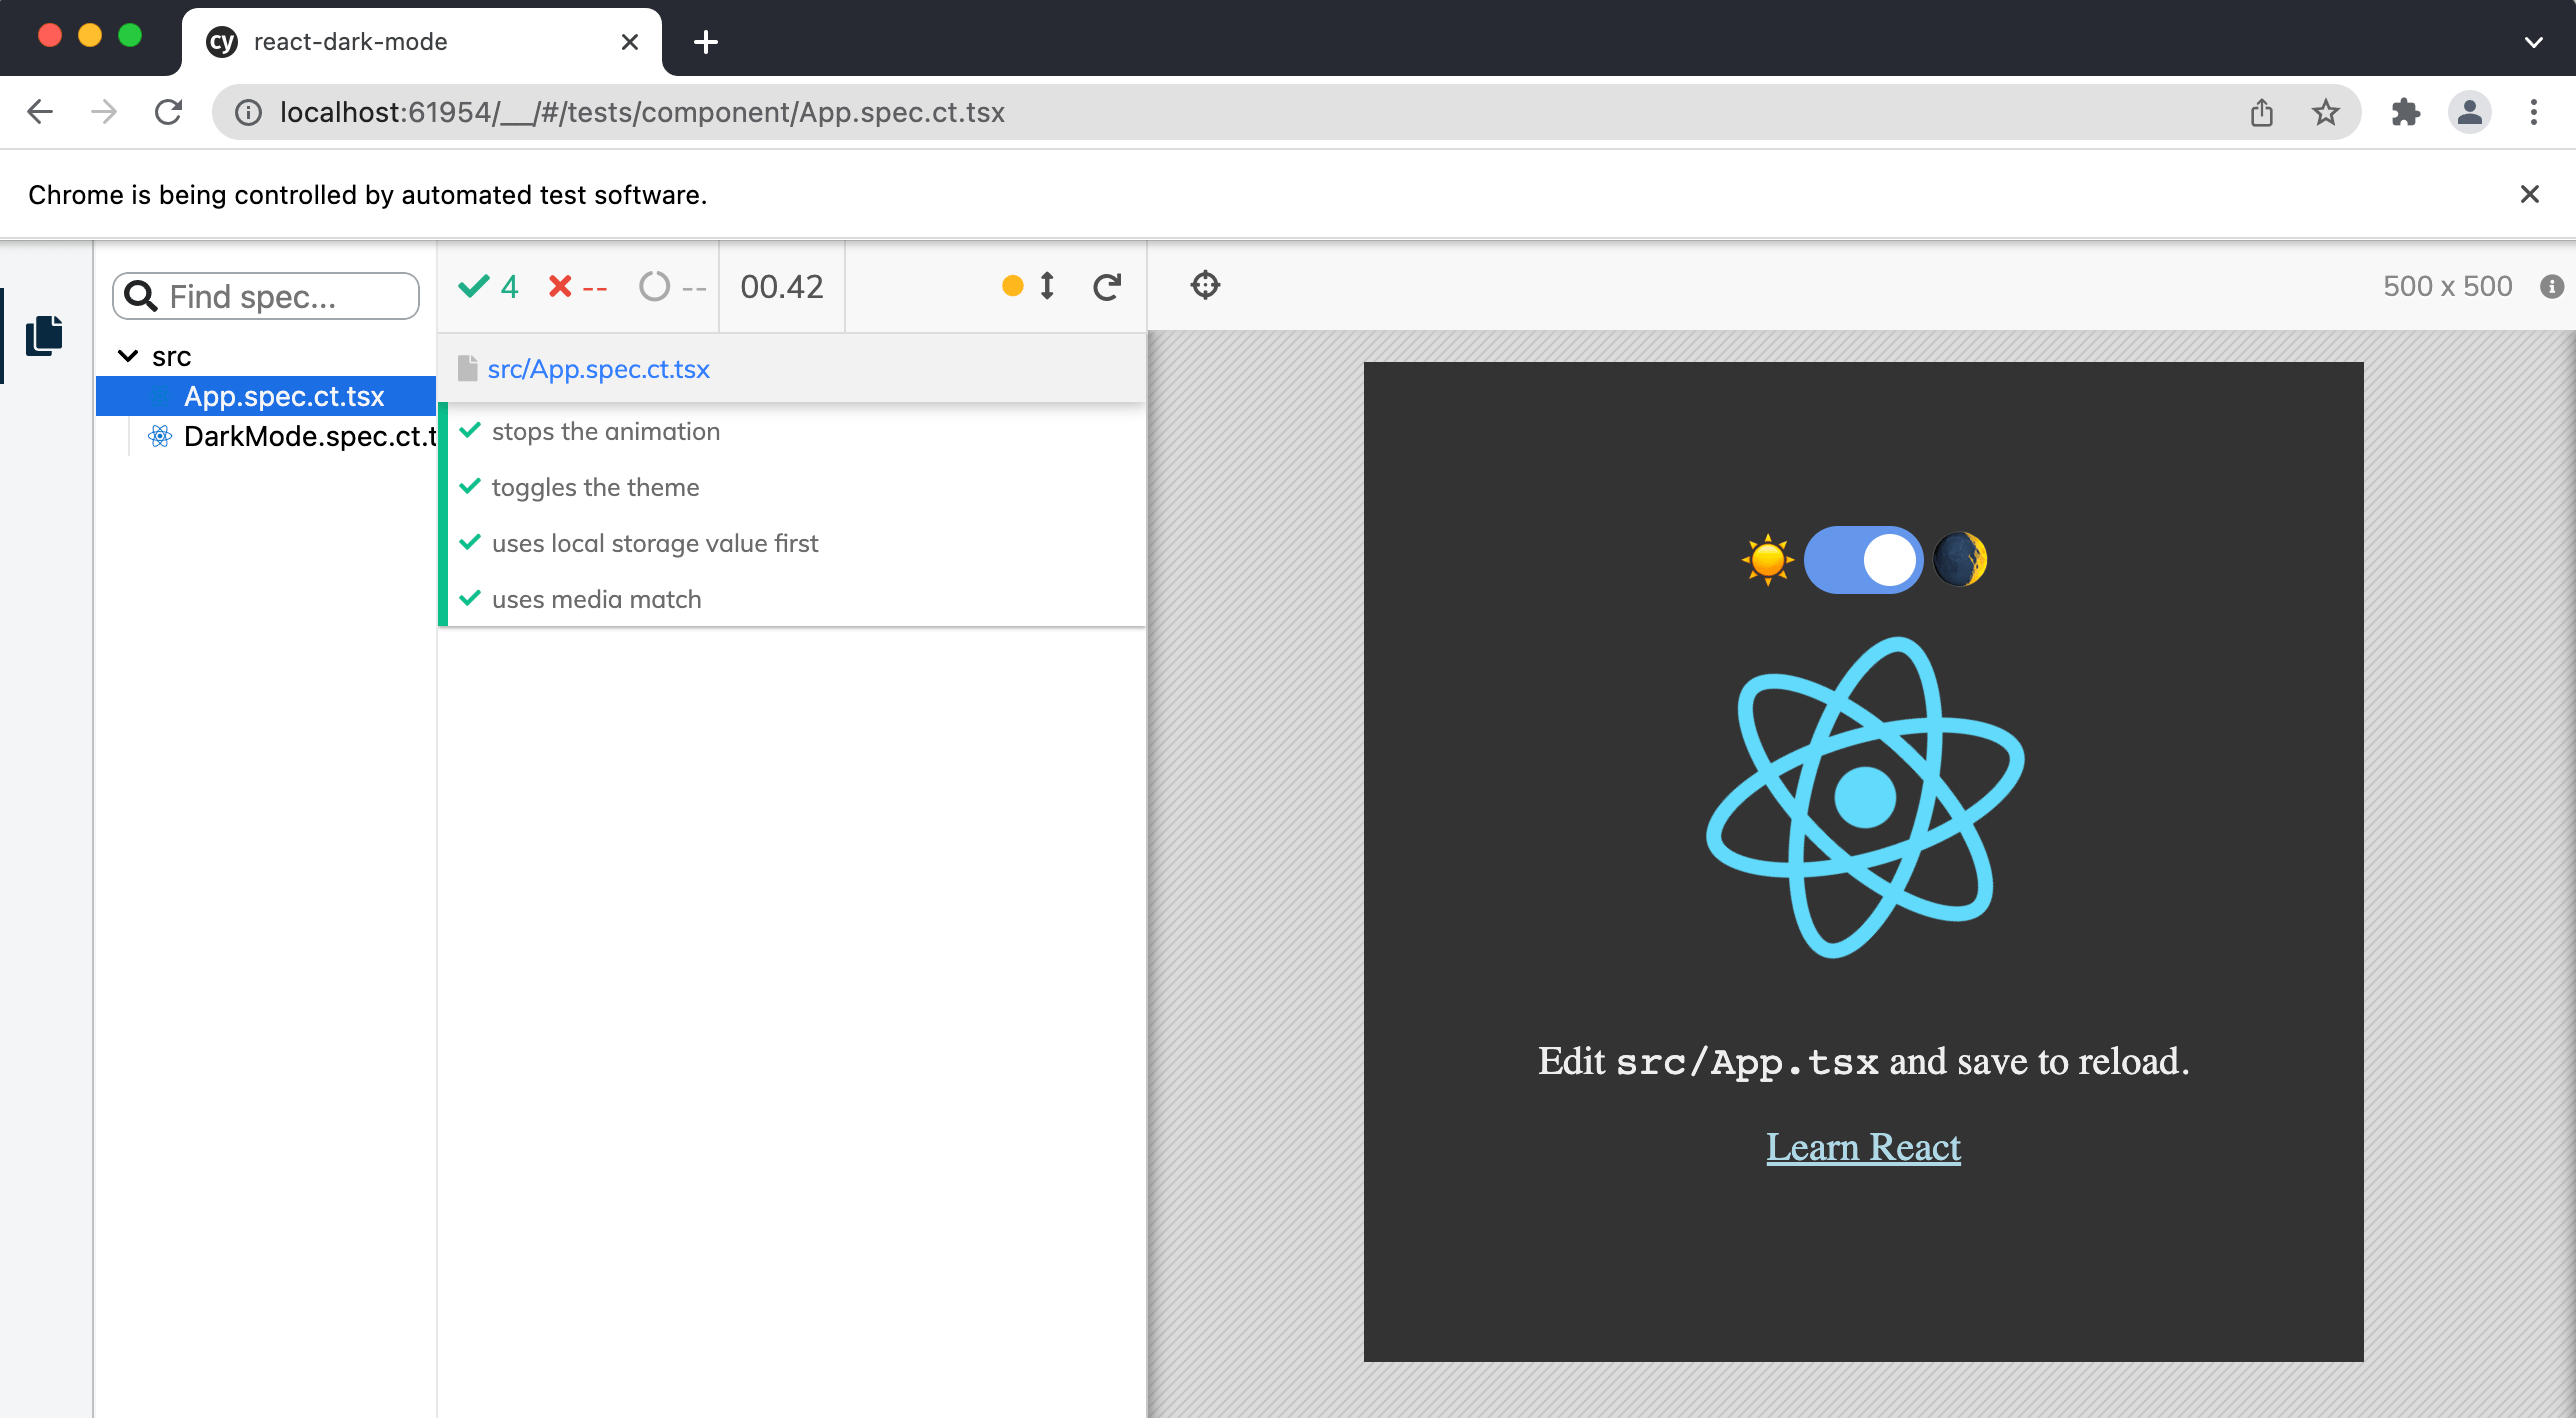 cy react-dark-mode
localhost:61954/__/#/tests/component/App.spec.ct.tsx
Chrome is being controlled by automated test software.
Find spec...
src
App.spec.ct.tsx
DarkMode.spec.ct.t
4 -- -- 00.42
src/App.spec.ct.tsx
stops the animation
toggles the theme
uses local storage value first
uses media match
500 x 500
Edit src/App.tsx and save to reload.
Learn React